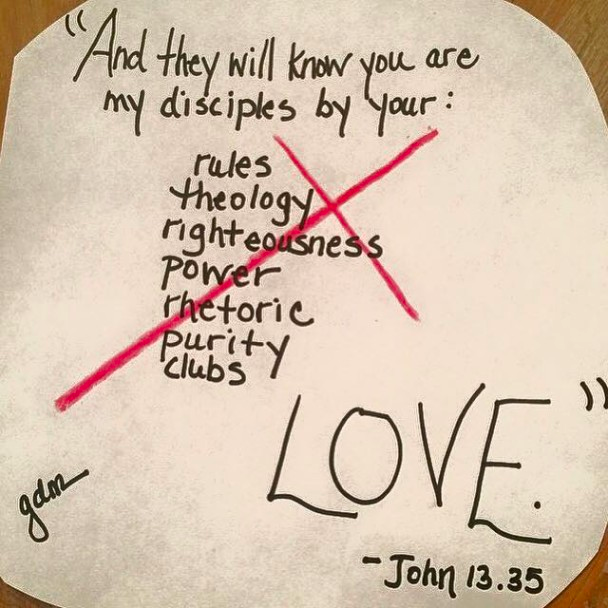 "And they will know you are
my disciples by your:
rules
theology
righteousness
power
rhetoric
purity
clubs
LOVE."
gdm
-John 13.35